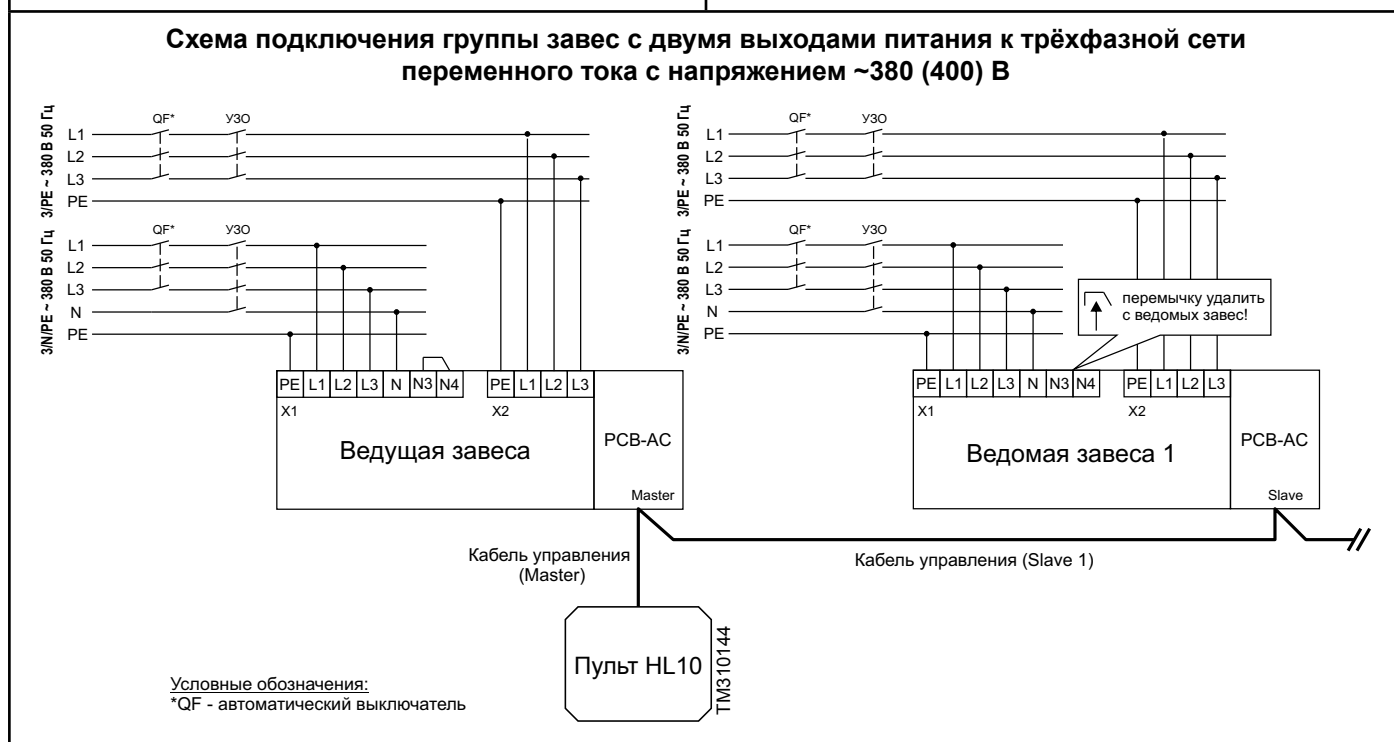 Схема подключения группы завес с двумя выходами питания к трёхфазной сети
переменного тока с напряжением ~380 (400) В
3/PE ~ 380 В 50 Гц
QF* УЗО
L1
L2
L3
PE
3/N/PE ~ 380 В 50 Гц
QF* УЗО
L1
L2
L3
N
PE
PE L1 L2 L3 N N3 N4 PE L1 L2 L3
X1 X2
Ведущая завеса
PCB-AC
Master
3/PE ~ 380 В 50 Гц
QF* УЗО
L1
L2
L3
PE
3/N/PE ~ 380 В 50 Гц
QF* УЗО
L1
L2
L3
N
PE
перемычку удалить
с ведомых завес!
PE L1 L2 L3 N N3 N4 PE L1 L2 L3
X1 X2
Ведомая завеса 1
PCB-AC
Slave
Кабель управления
(Master)
Кабель управления (Slave 1)
Пульт HL10
TM310144
Условные обозначения:
*QF - автоматический выключатель